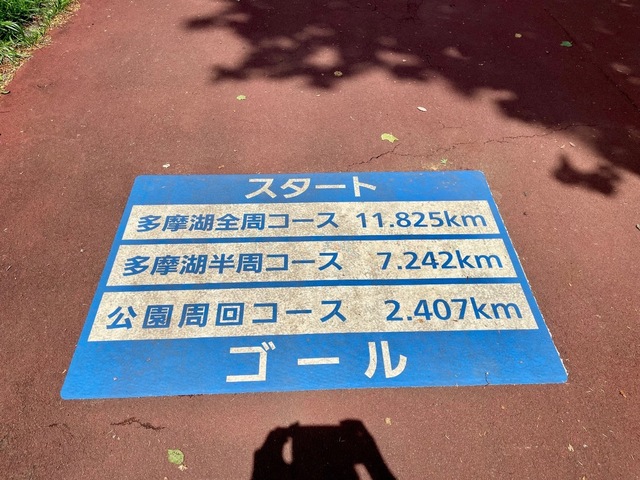 スタート
多摩湖全周コース 11.825km
多摩湖半周コース 7.242km
公園周回コース 2.407km
ゴール